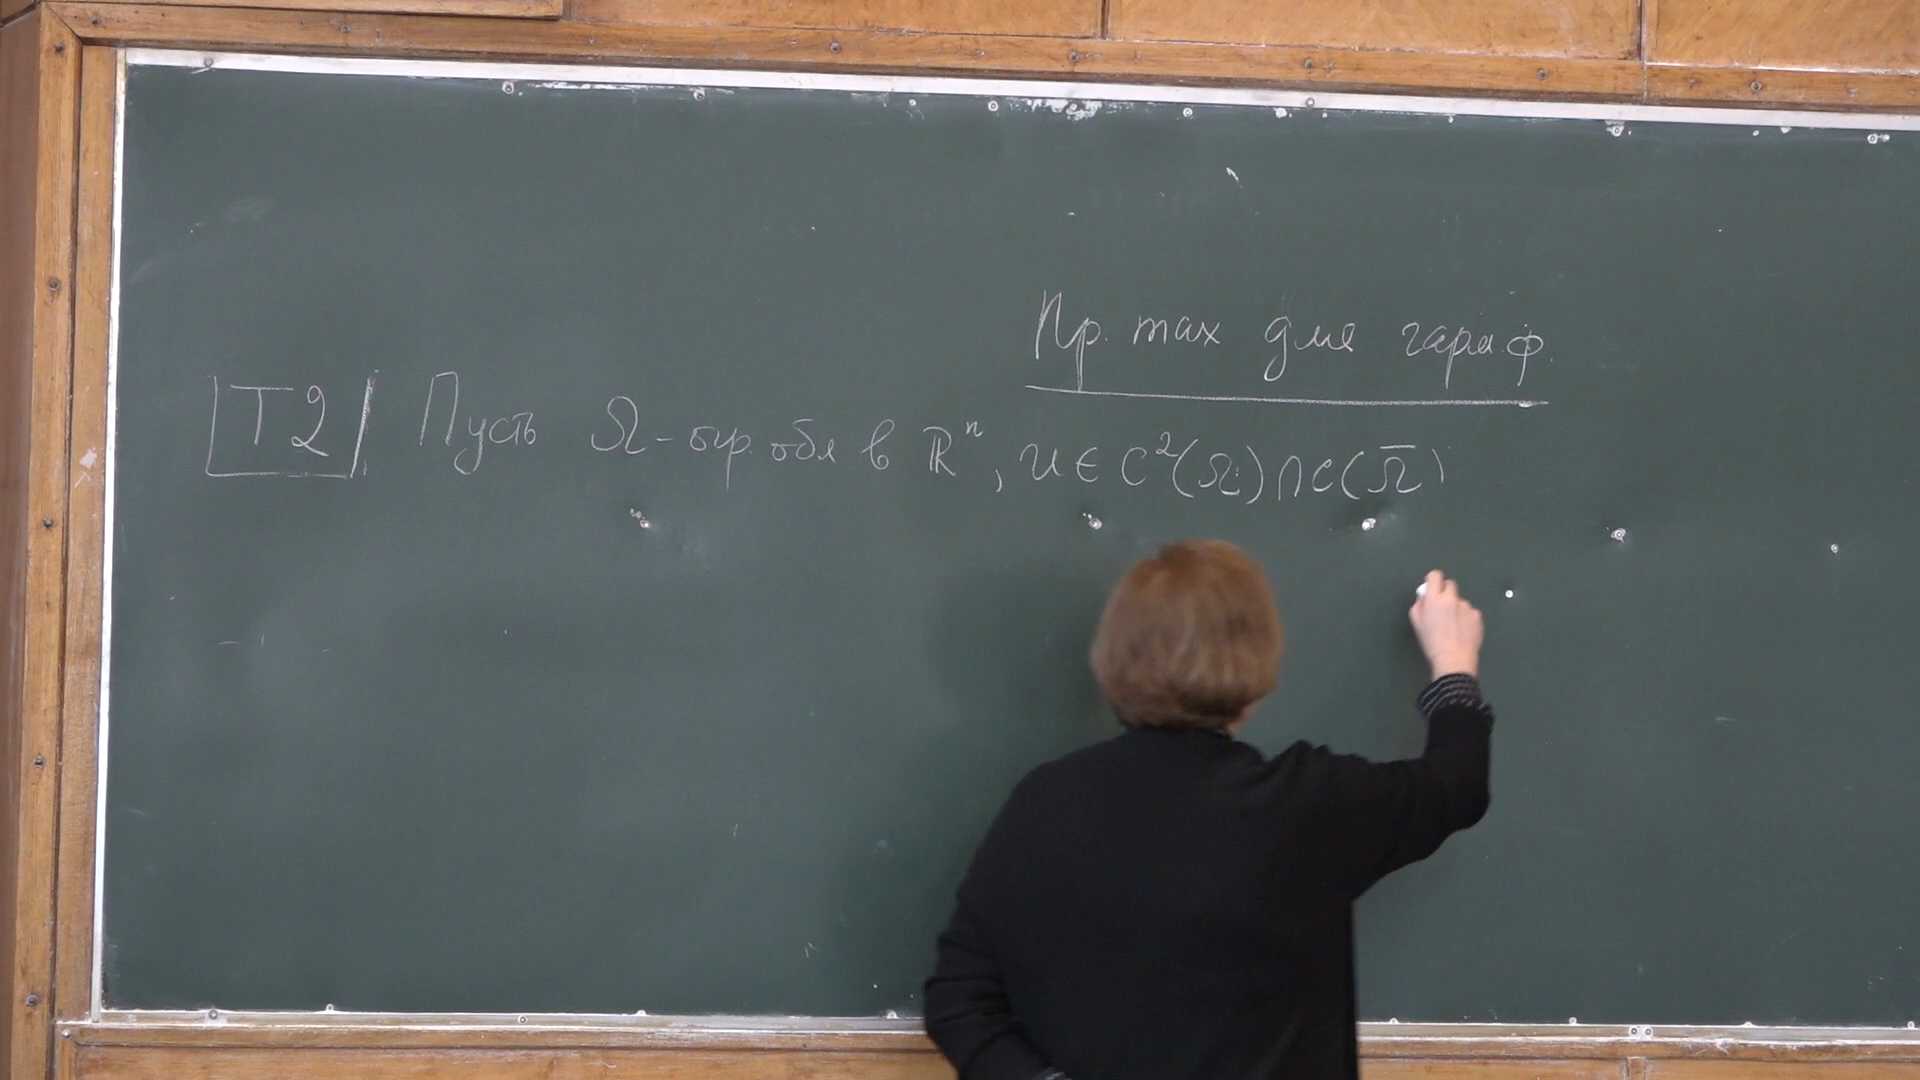 Пр. max для гарм. ф.
T2 Пусть Ω - огр. обл в ℝⁿ, u ∈ C²(Ω) ∩ C(Ω̅)